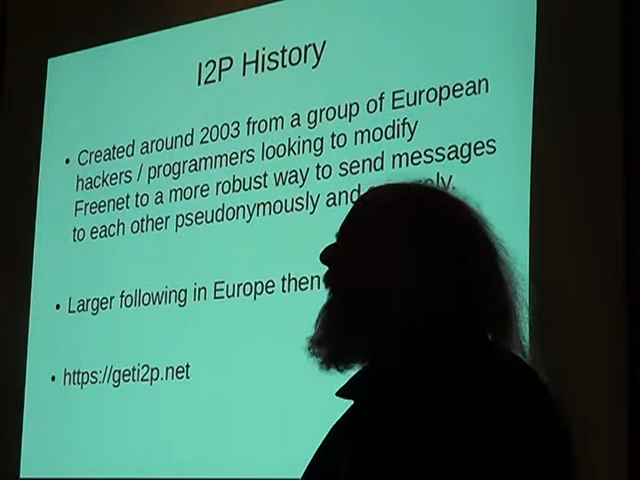 I2P History
• Created around 2003 from a group of European
hackers / programmers looking to modify
Freenet to a more robust way to send messages
to each other pseudonymously and
• Larger following in Europe then
• https://geti2p.net